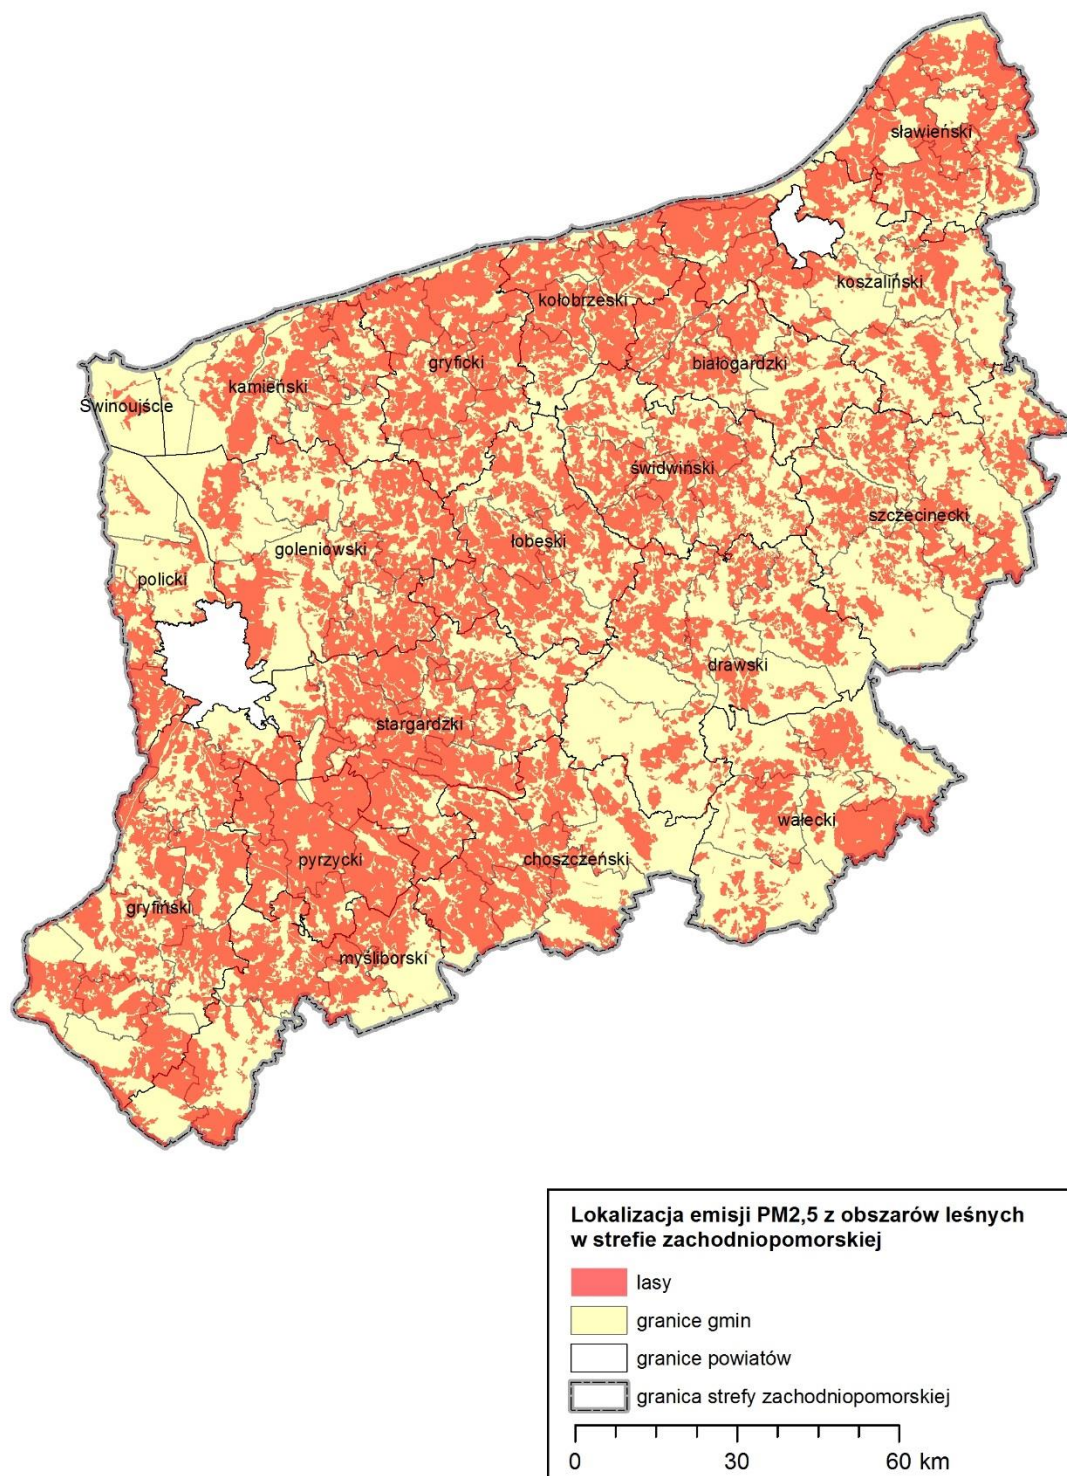 sławieński
koszaliński
kołobrzeski
białogardzki
gryficki
kamieński
Świnoujście
świdwiński
szczecinecki
łobeski
goleniowski
policki
drawski
stargardzki
wałecki
pyrzycki
choszczeński
gryfiński
myśliborski
Lokalizacja emisji PM2,5 z obszarów leśnych
w strefie zachodniopomorskiej
lasy
granice gmin
granice powiatów
granica strefy zachodniopomorskiej
0 30 60 km